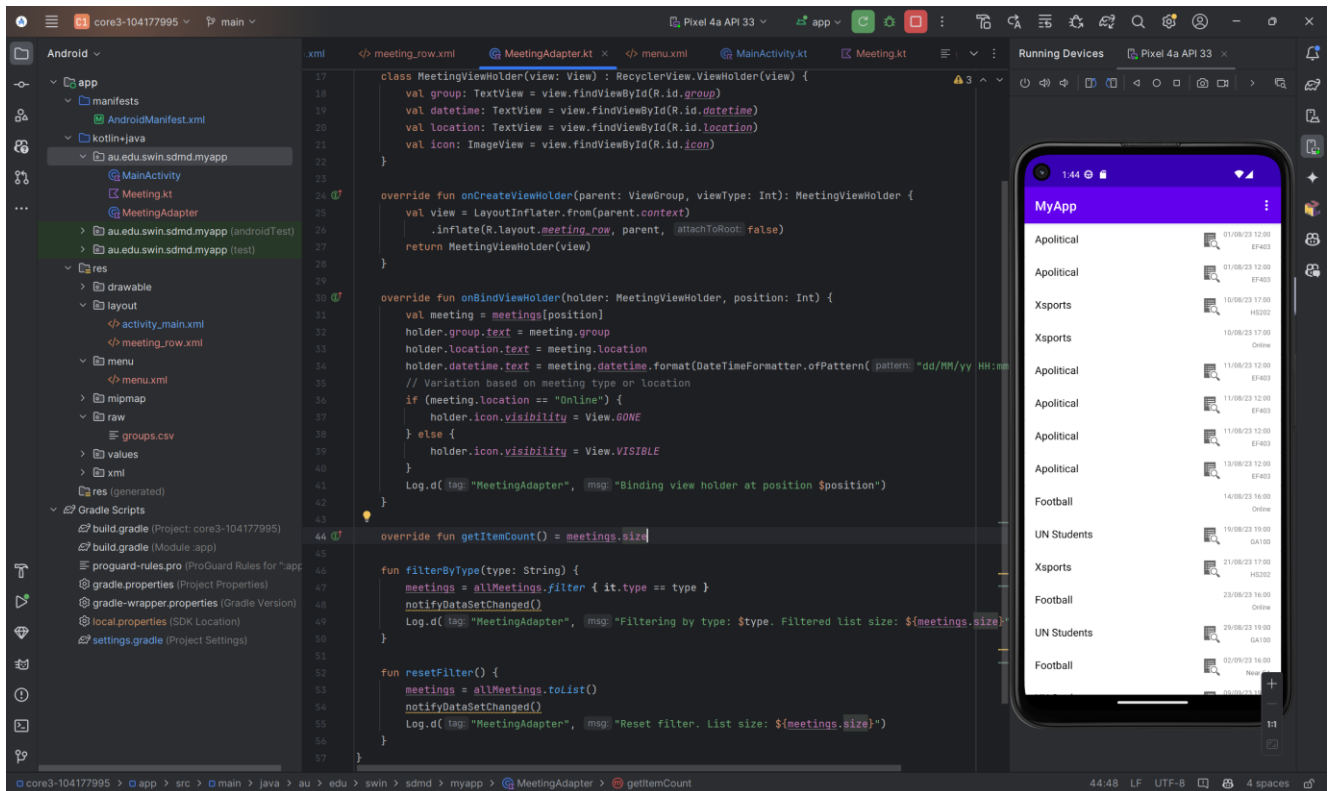 C1 core3-104177995 main Pixel 4a API 33 app
Android
.xml meeting_row.xml MeetingAdapter.kt menu.xml MainActivity.kt Meeting.kt
Running Devices Pixel 4a API 33
app
manifests
AndroidManifest.xml
kotlin+java
au.edu.swin.sdmd.myapp
MainActivity
Meeting.kt
MeetingAdapter
au.edu.swin.sdmd.myapp (androidTest)
au.edu.swin.sdmd.myapp (test)
res
drawable
layout
activity_main.xml
meeting_row.xml
menu
menu.xml
mipmap
raw
groups.csv
values
xml
res (generated)
Gradle Scripts
build.gradle (Project: core3-104177995)
build.gradle (Module :app)
proguard-rules.pro (ProGuard Rules for ":app
gradle.properties (Project Properties)
gradle-wrapper.properties (Gradle Version)
local.properties (SDK Location)
settings.gradle (Project Settings)
3
17 class MeetingViewHolder(view: View) : RecyclerView.ViewHolder(view) {
18 val group: TextView = view.findViewById(R.id.group)
19 val datetime: TextView = view.findViewById(R.id.datetime)
20 val location: TextView = view.findViewById(R.id.location)
21 val icon: ImageView = view.findViewById(R.id.icon)
22 }
23
24 override fun onCreateViewHolder(parent: ViewGroup, viewType: Int): MeetingViewHolder {
25 val view = LayoutInflater.from(parent.context)
26 .inflate(R.layout.meeting_row, parent, attachToRoot: false)
27 return MeetingViewHolder(view)
28 }
29
30 override fun onBindViewHolder(holder: MeetingViewHolder, position: Int) {
31 val meeting = meetings[position]
32 holder.group.text = meeting.group
33 holder.location.text = meeting.location
34 holder.datetime.text = meeting.datetime.format(DateTimeFormatter.ofPattern( pattern: "dd/MM/yy HH:mm
35 // Variation based on meeting type or location
36 if (meeting.location == "Online") {
37 holder.icon.visibility = View.GONE
38 } else {
39 holder.icon.visibility = View.VISIBLE
40 }
41 Log.d( tag: "MeetingAdapter", msg: "Binding view holder at position $position")
42 }
43
44 override fun getItemCount() = meetings.size
45
46 fun filterByType(type: String) {
47 meetings = allMeetings.filter { it.type == type }
48 notifyDataSetChanged()
49 Log.d( tag: "MeetingAdapter", msg: "Filtering by type: $type. Filtered list size: ${meetings.size}"
50 }
51
52 fun resetFilter() {
53 meetings = allMeetings.toList()
54 notifyDataSetChanged()
55 Log.d( tag: "MeetingAdapter", msg: "Reset filter. List size: ${meetings.size}")
56 }
57 }
1:44
MyApp
Apolitical 01/08/23 12:00
EF403
Apolitical 01/08/23 12:00
EF403
Xsports 10/08/23 17:00
HS202
Xsports 10/08/23 17:00
Online
Apolitical 11/08/23 12:00
EF403
Apolitical 11/08/23 12:00
EF403
Apolitical 11/08/23 12:00
EF403
Apolitical 13/08/23 12:00
EF403
Football 14/08/23 16:00
Online
UN Students 19/08/23 19:00
GA100
Xsports 21/08/23 17:00
HS202
Football 23/08/23 16:00
Online
UN Students 29/08/23 19:00
GA100
Football 02/09/23 16:00
Near
1:1
core3-104177995 > app > src > main > java > au > edu > swin > sdmd > myapp > MeetingAdapter > getItemCount
44:48 LF UTF-8 4 spaces